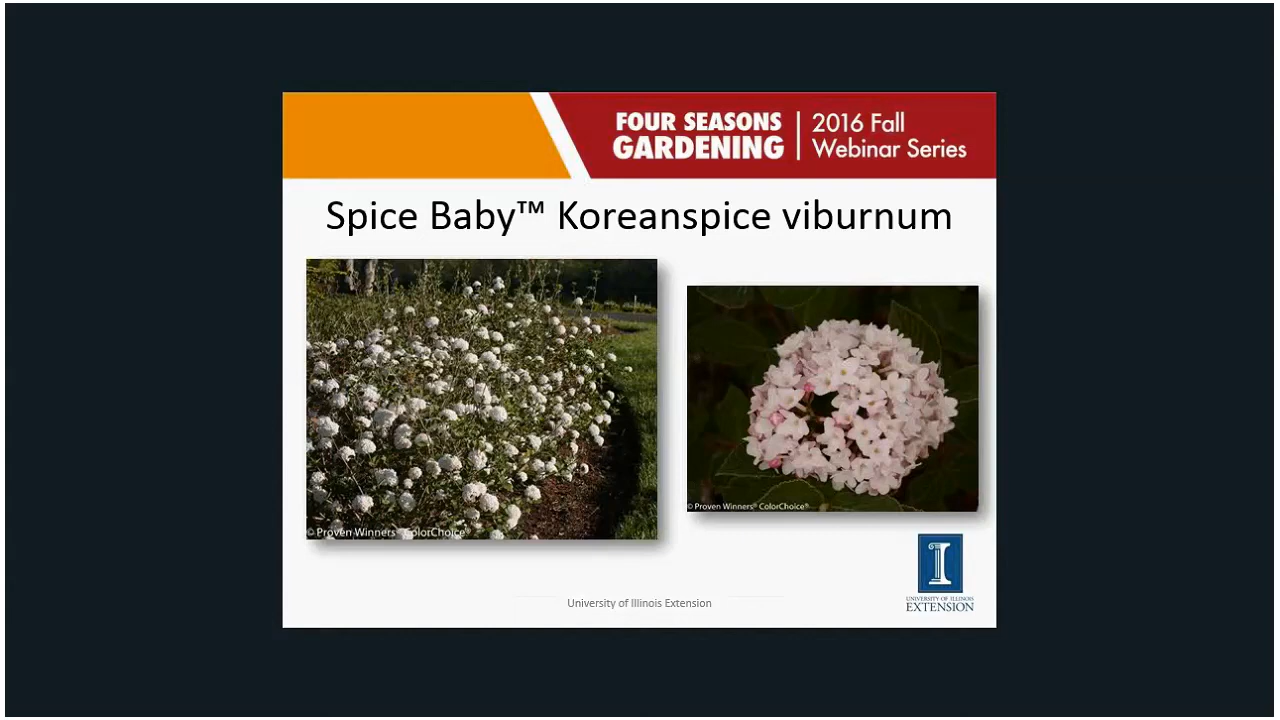 FOUR SEASONS
GARDENING
2016 Fall
Webinar Series
Spice Baby™ Koreanspice viburnum
© Proven Winners® ColorChoice®
© Proven Winners® ColorChoice®
University of Illinois Extension
I
UNIVERSITY OF ILLINOIS
EXTENSION